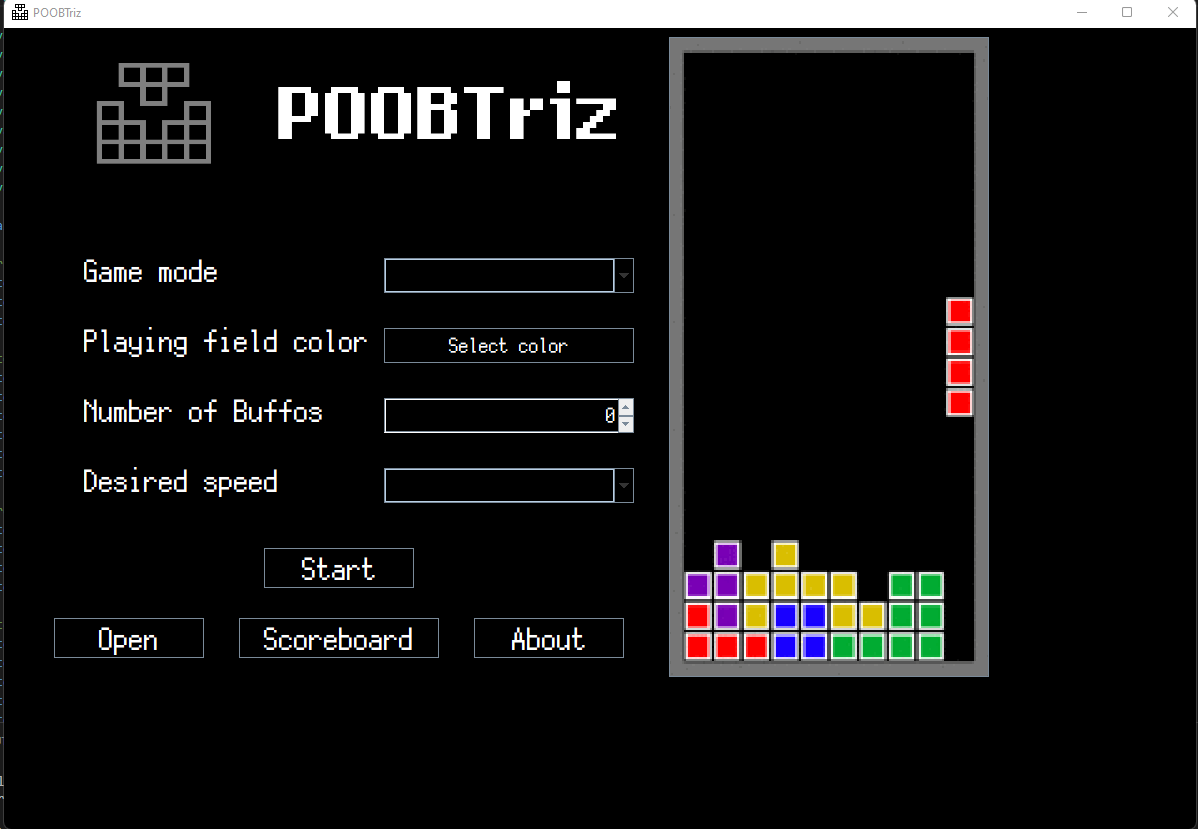 POOBTriz
POOBTriz
Game mode
Playing field color
Select color
Number of Buffos
0
Desired speed
Start
Open
Scoreboard
About